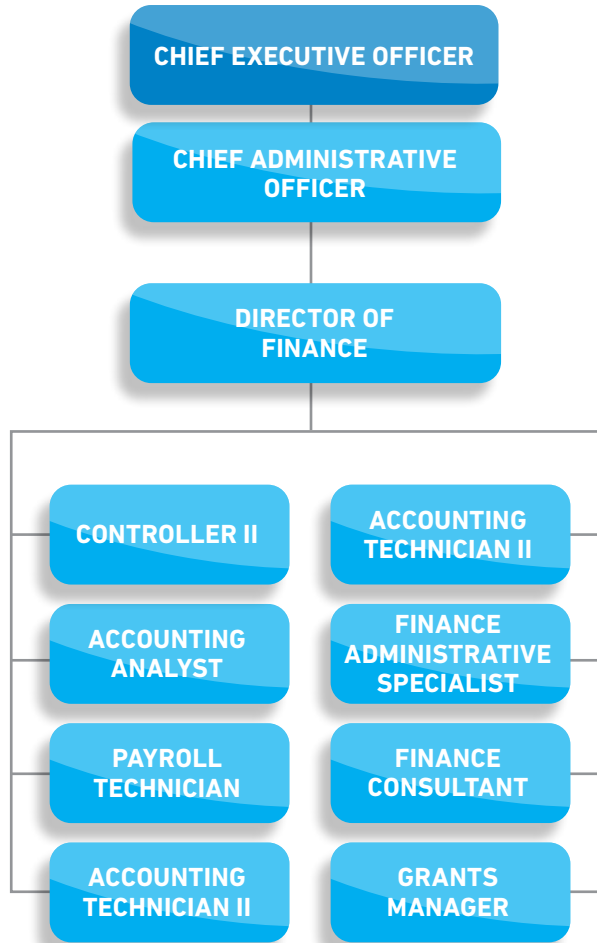 CHIEF EXECUTIVE OFFICER
CHIEF ADMINISTRATIVE
OFFICER
DIRECTOR OF
FINANCE
CONTROLLER II
ACCOUNTING
ANALYST
PAYROLL
TECHNICIAN
ACCOUNTING
TECHNICIAN II
ACCOUNTING
TECHNICIAN II
FINANCE
ADMINISTRATIVE
SPECIALIST
FINANCE
CONSULTANT
GRANTS
MANAGER